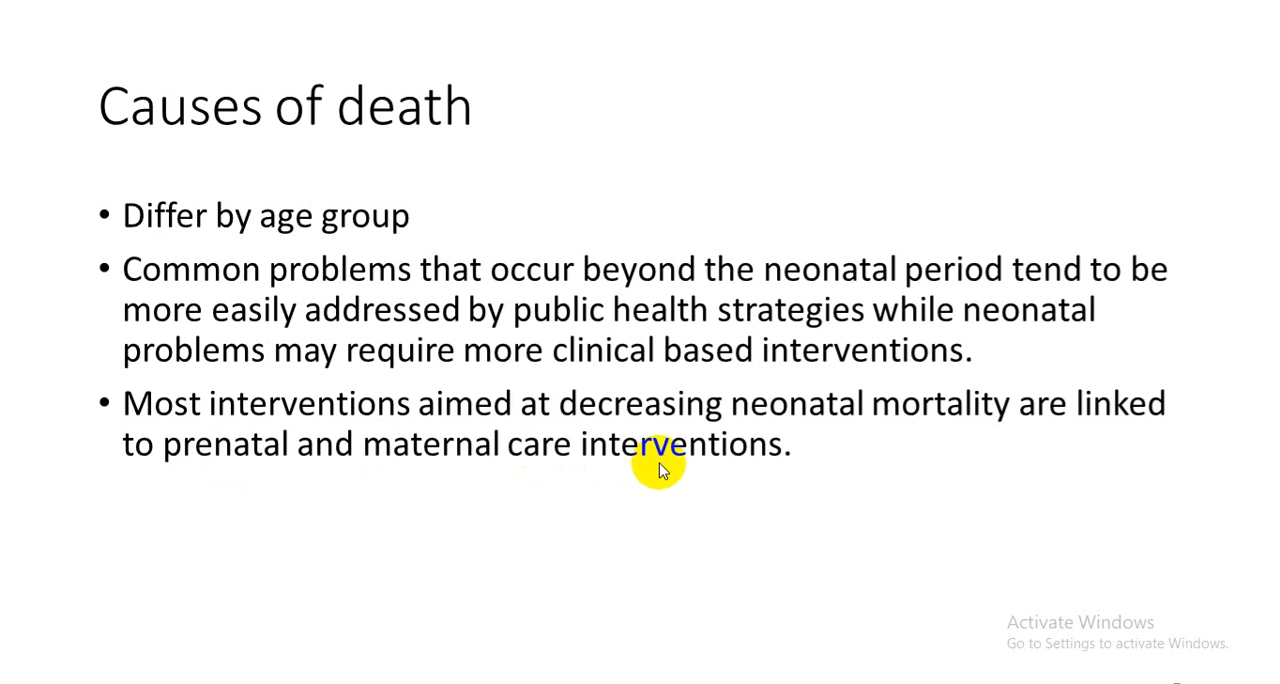 Causes of death
• Differ by age group
• Common problems that occur beyond the neonatal period tend to be
more easily addressed by public health strategies while neonatal
problems may require more clinical based interventions.
• Most interventions aimed at decreasing neonatal mortality are linked
to prenatal and maternal care interventions.
Activate Windows
Go to Settings to activate Windows.